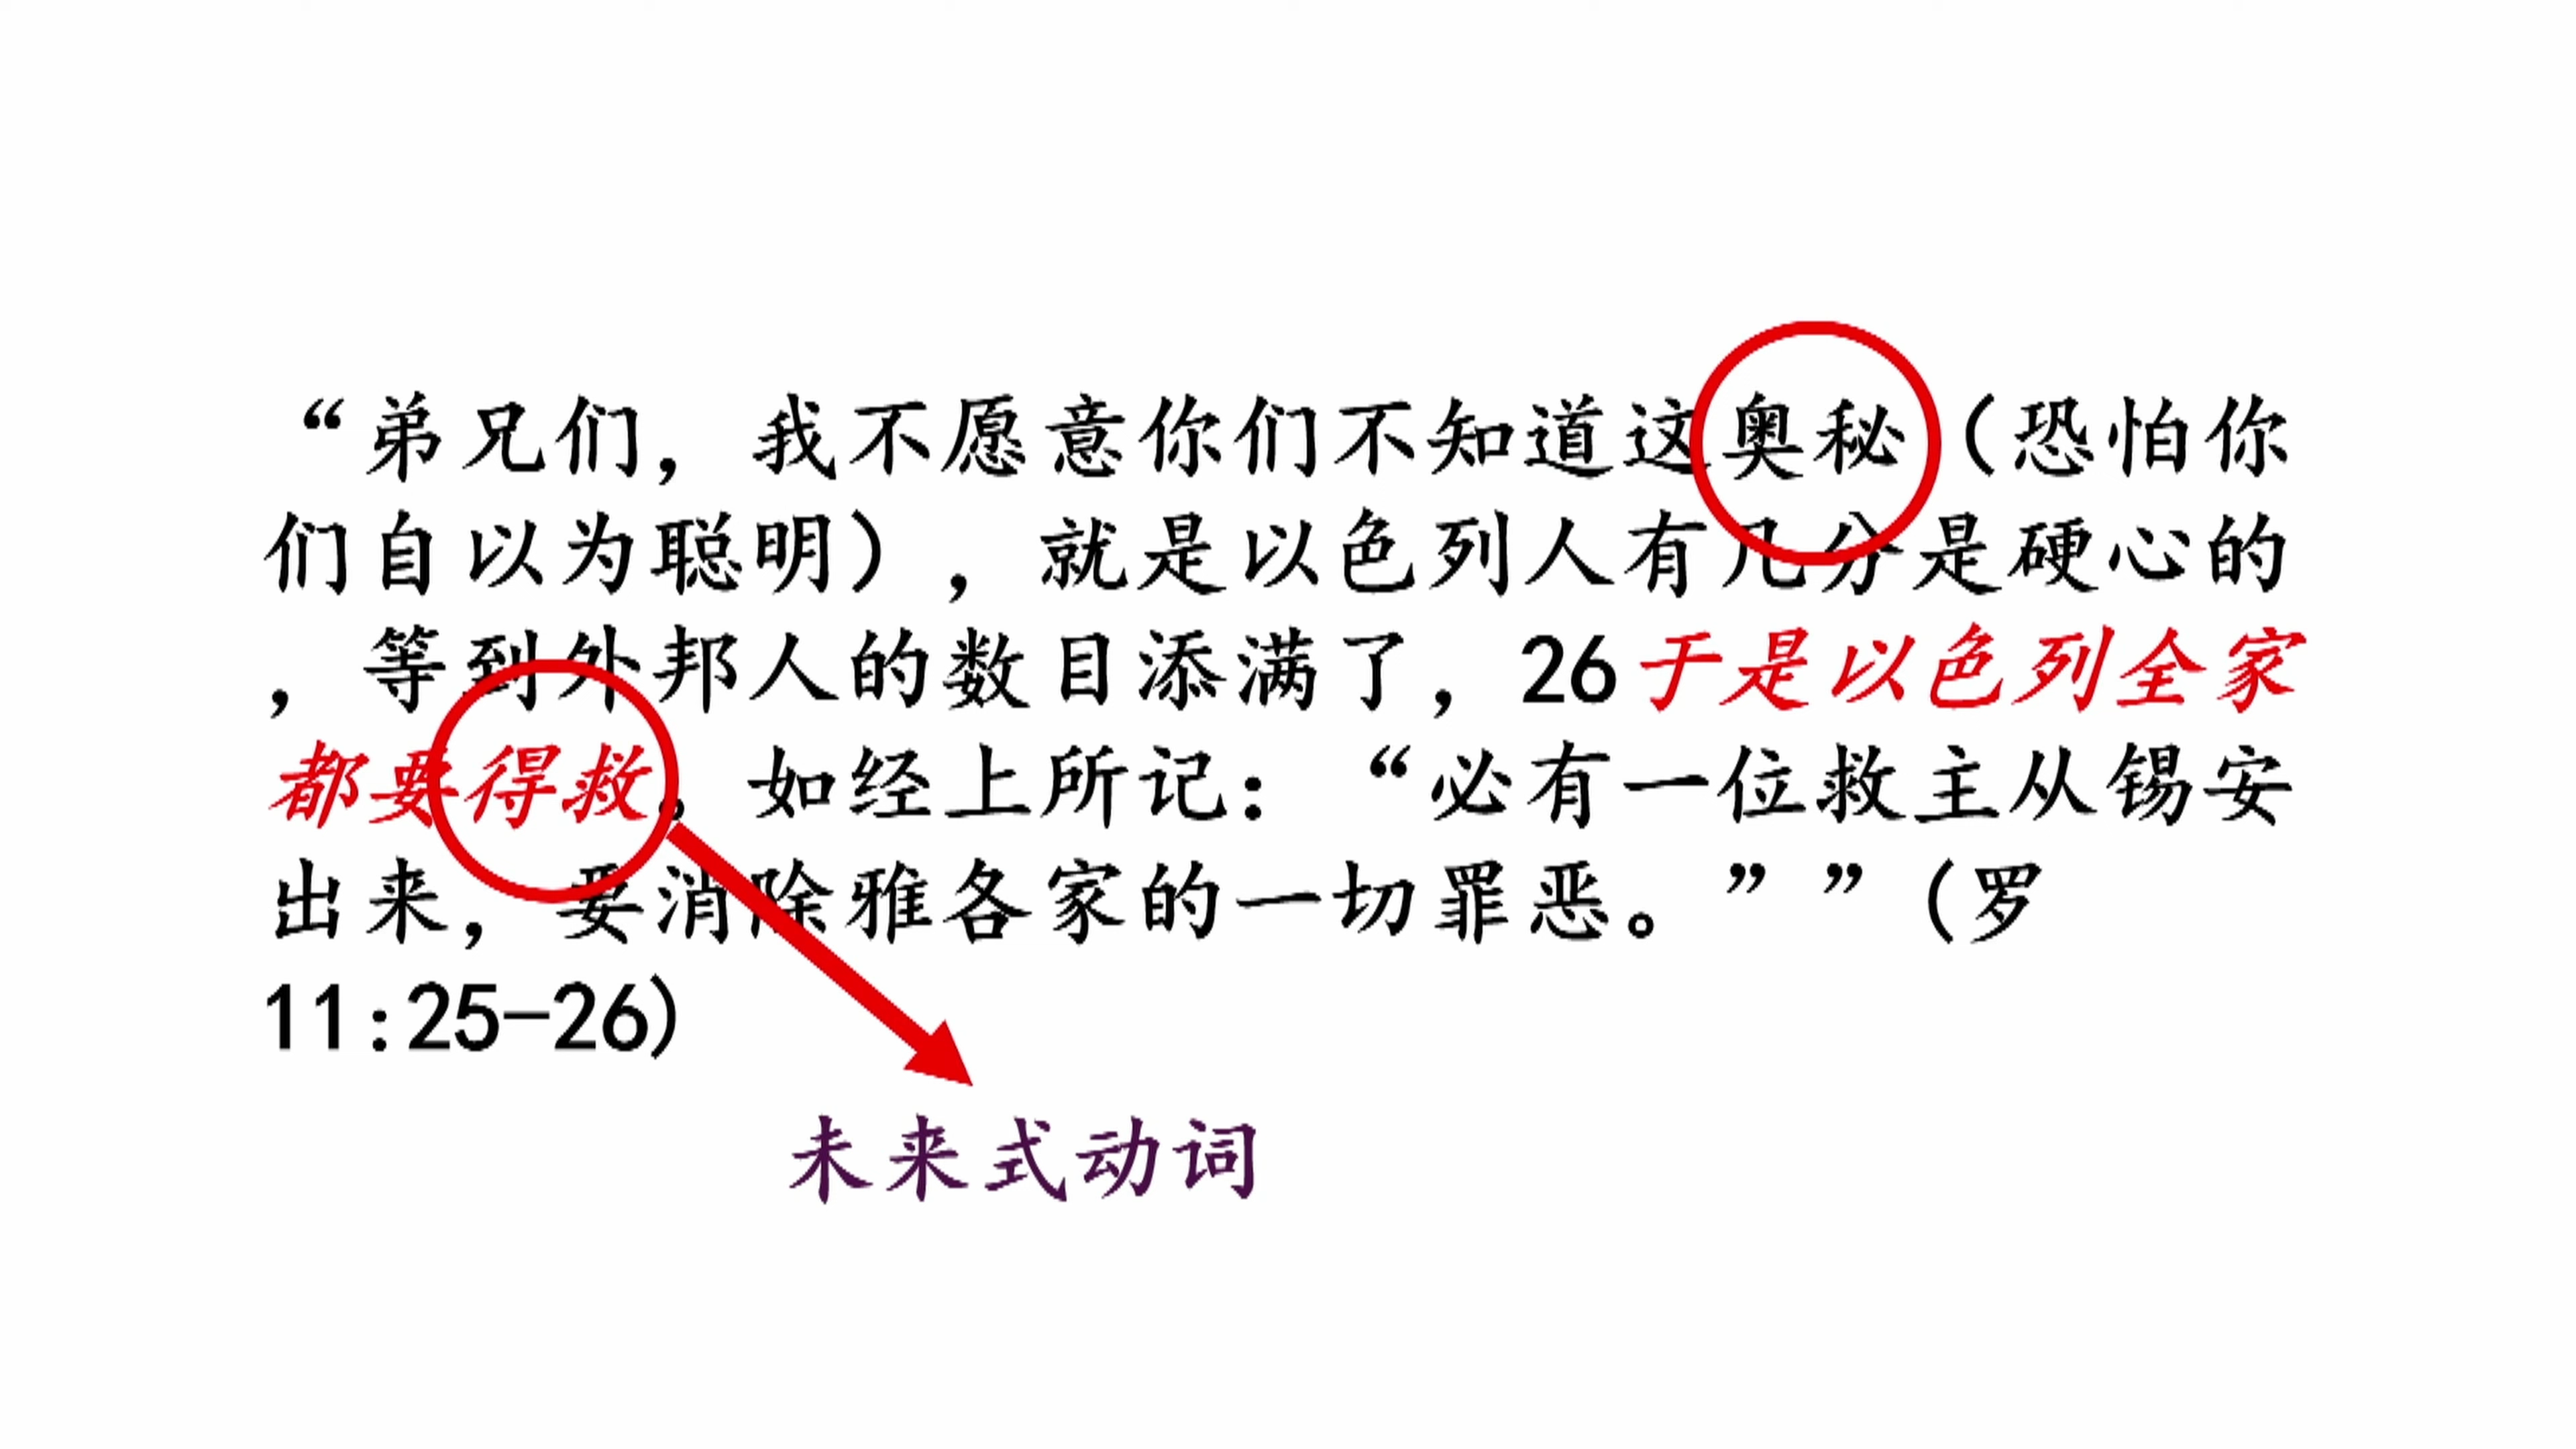 “弟兄们，我不愿意你们不知道这奥秘（恐怕你
们自以为聪明），就是以色列人有几分是硬心的
，等到外邦人的数目添满了，26于是以色列全家
都要得救。如经上所记：“必有一位救主从锡安
出来，要消除雅各家的一切罪恶。””（罗
11:25-26）
未来式动词